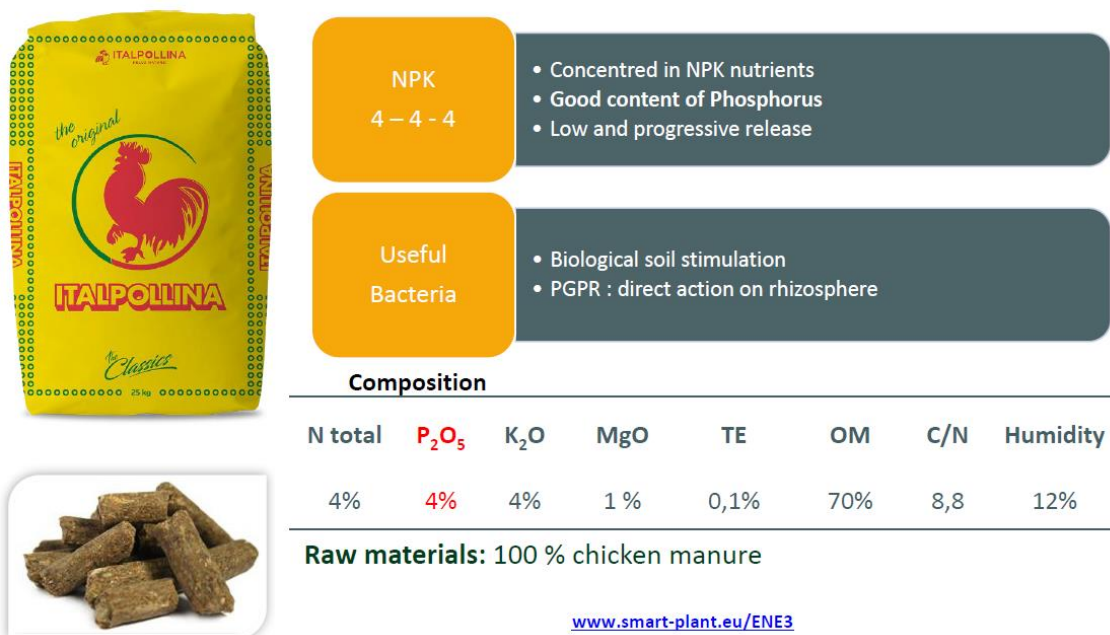 ITALPOLLINA
the original
ITALPOLLINA
ITALPOLLINA
ITALPOLLINA
the Classics
25 kg
NPK
4 – 4 - 4
• Concentred in NPK nutrients
• Good content of Phosphorus
• Low and progressive release
Useful
Bacteria
• Biological soil stimulation
• PGPR : direct action on rhizosphere
Composition
N total P₂O₅ K₂O MgO TE OM C/N Humidity
4% 4% 4% 1 % 0,1% 70% 8,8 12%
Raw materials: 100 % chicken manure
www.smart-plant.eu/ENE3